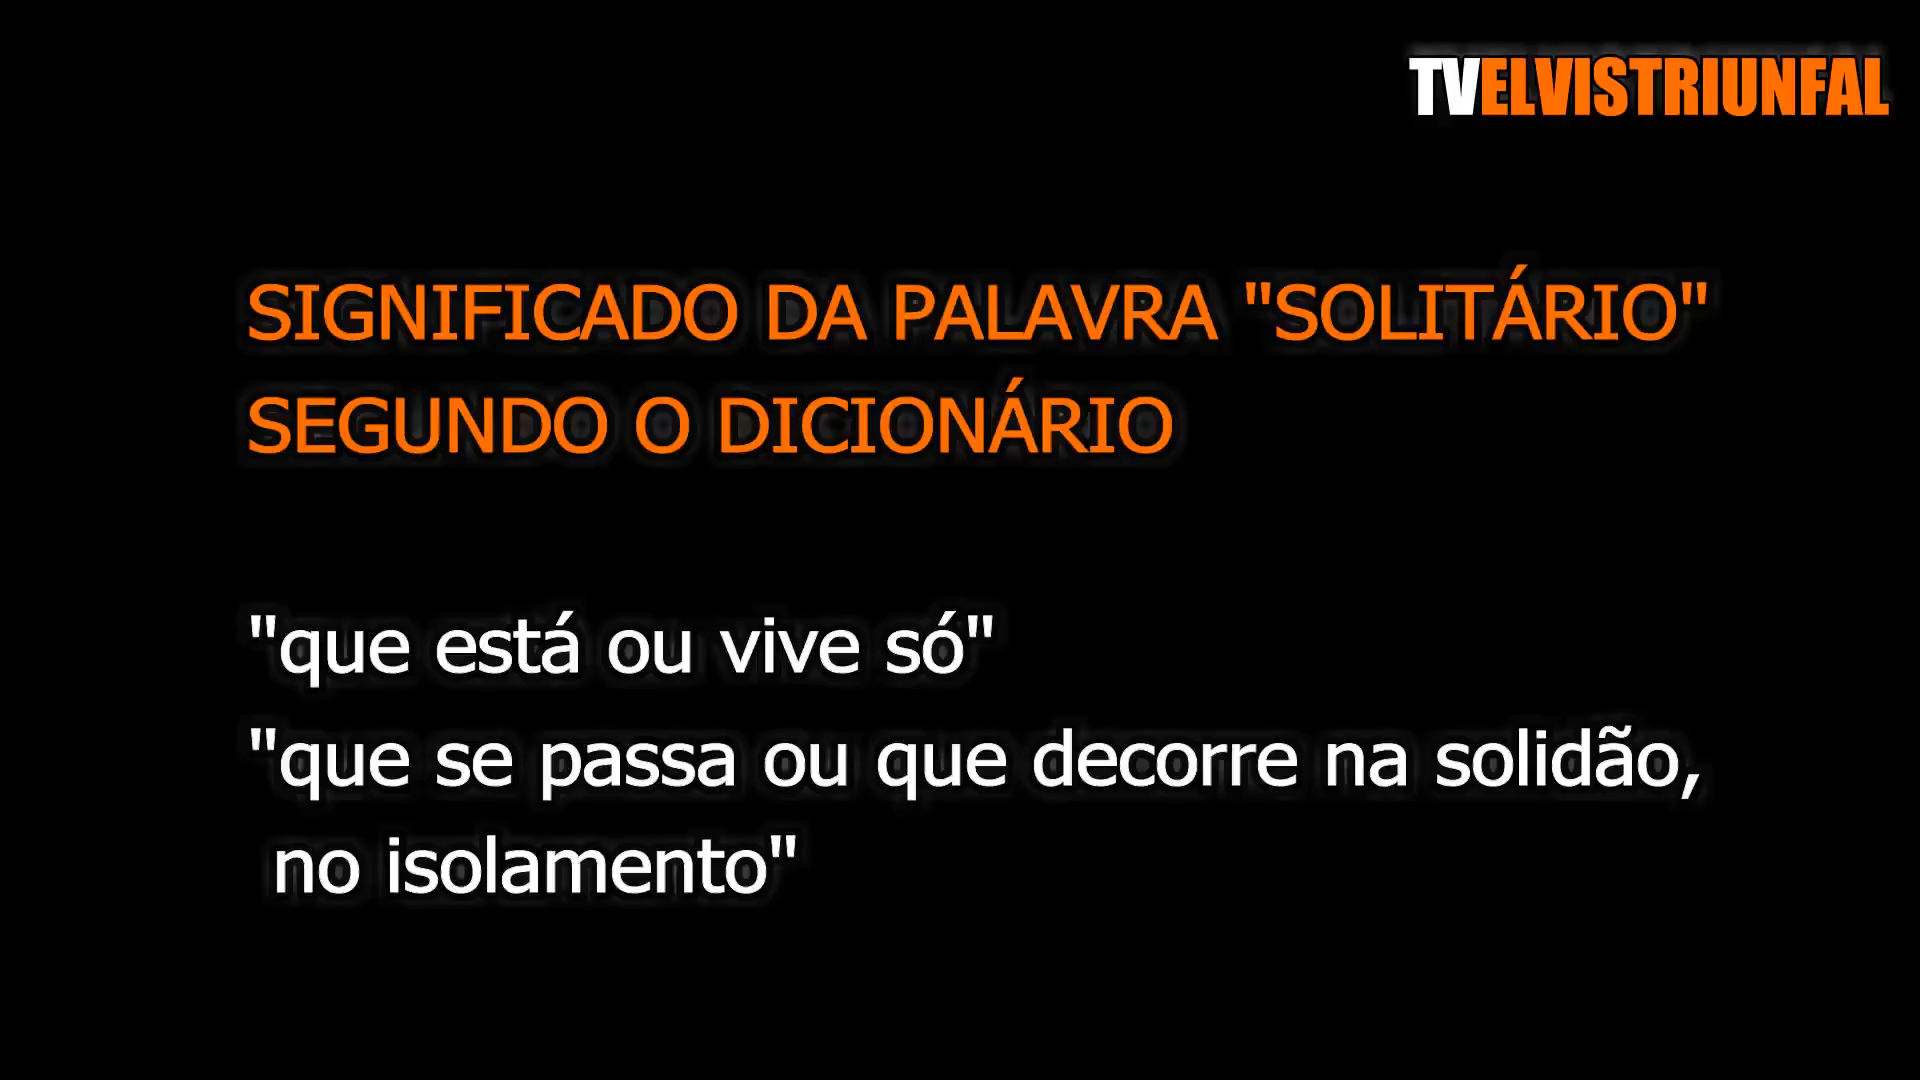 TVELVISTRIUNFAL
SIGNIFICADO DA PALAVRA "SOLITÁRIO"
SEGUNDO O DICIONÁRIO
"que está ou vive só"
"que se passa ou que decorre na solidão,
no isolamento"